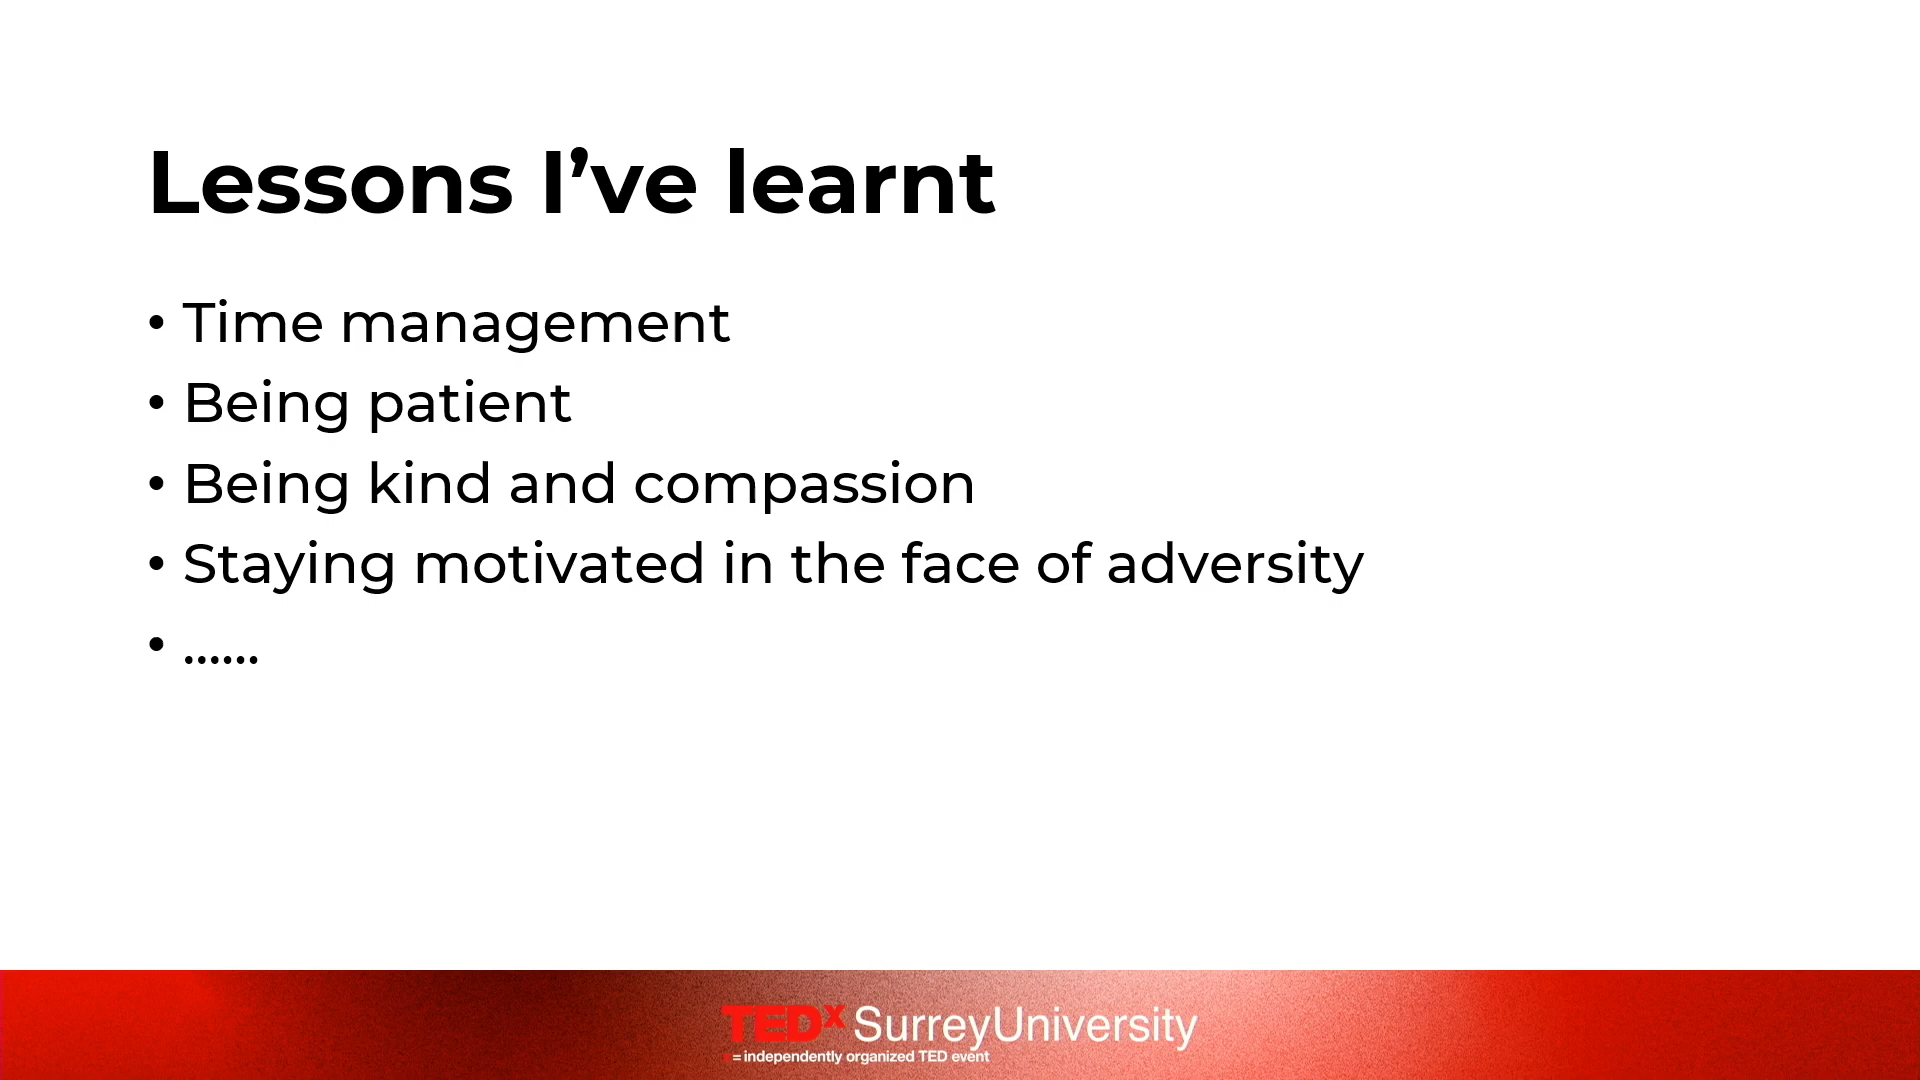 Lessons I’ve learnt
• Time management
• Being patient
• Being kind and compassion
• Staying motivated in the face of adversity
• ......
TEDx SurreyUniversity
x = independently organized TED event